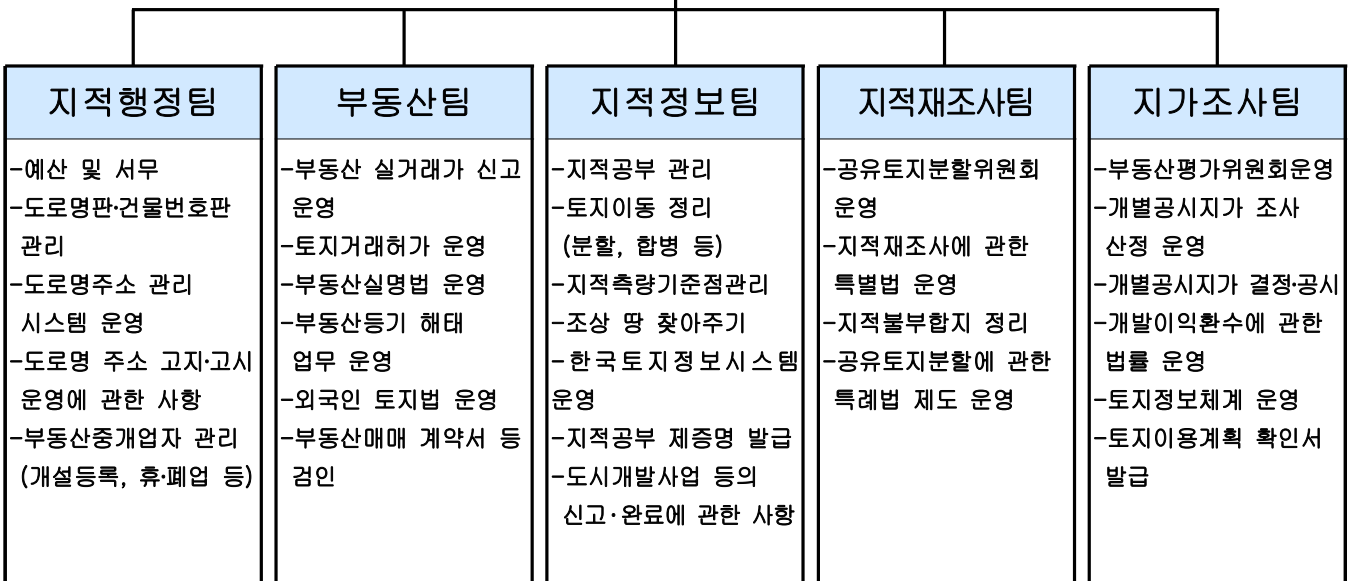 지적행정팀
-예산 및 서무
-도로명판·건물번호판
관리
-도로명주소 관리
시스템 운영
-도로명 주소 고지·고시
운영에 관한 사항
-부동산중개업자 관리
(개설등록, 휴·폐업 등)
부동산팀
-부동산 실거래가 신고
운영
-토지거래허가 운영
-부동산실명법 운영
-부동산등기 해태
업무 운영
-외국인 토지법 운영
-부동산매매 계약서 등
검인
지적정보팀
-지적공부 관리
-토지이동 정리
(분할, 합병 등)
-지적측량기준점관리
-조상 땅 찾아주기
-한국토지정보시스템
운영
-지적공부 제증명 발급
-도시개발사업 등의
신고·완료에 관한 사항
지적재조사팀
-공유토지분할위원회
운영
-지적재조사에 관한
특별법 운영
-지적불부합지 정리
-공유토지분할에 관한
특례법 제도 운영
지가조사팀
-부동산평가위원회운영
-개별공시지가 조사
산정 운영
-개별공시지가 결정·공시
-개발이익환수에 관한
법률 운영
-토지정보체계 운영
-토지이용계획 확인서
발급